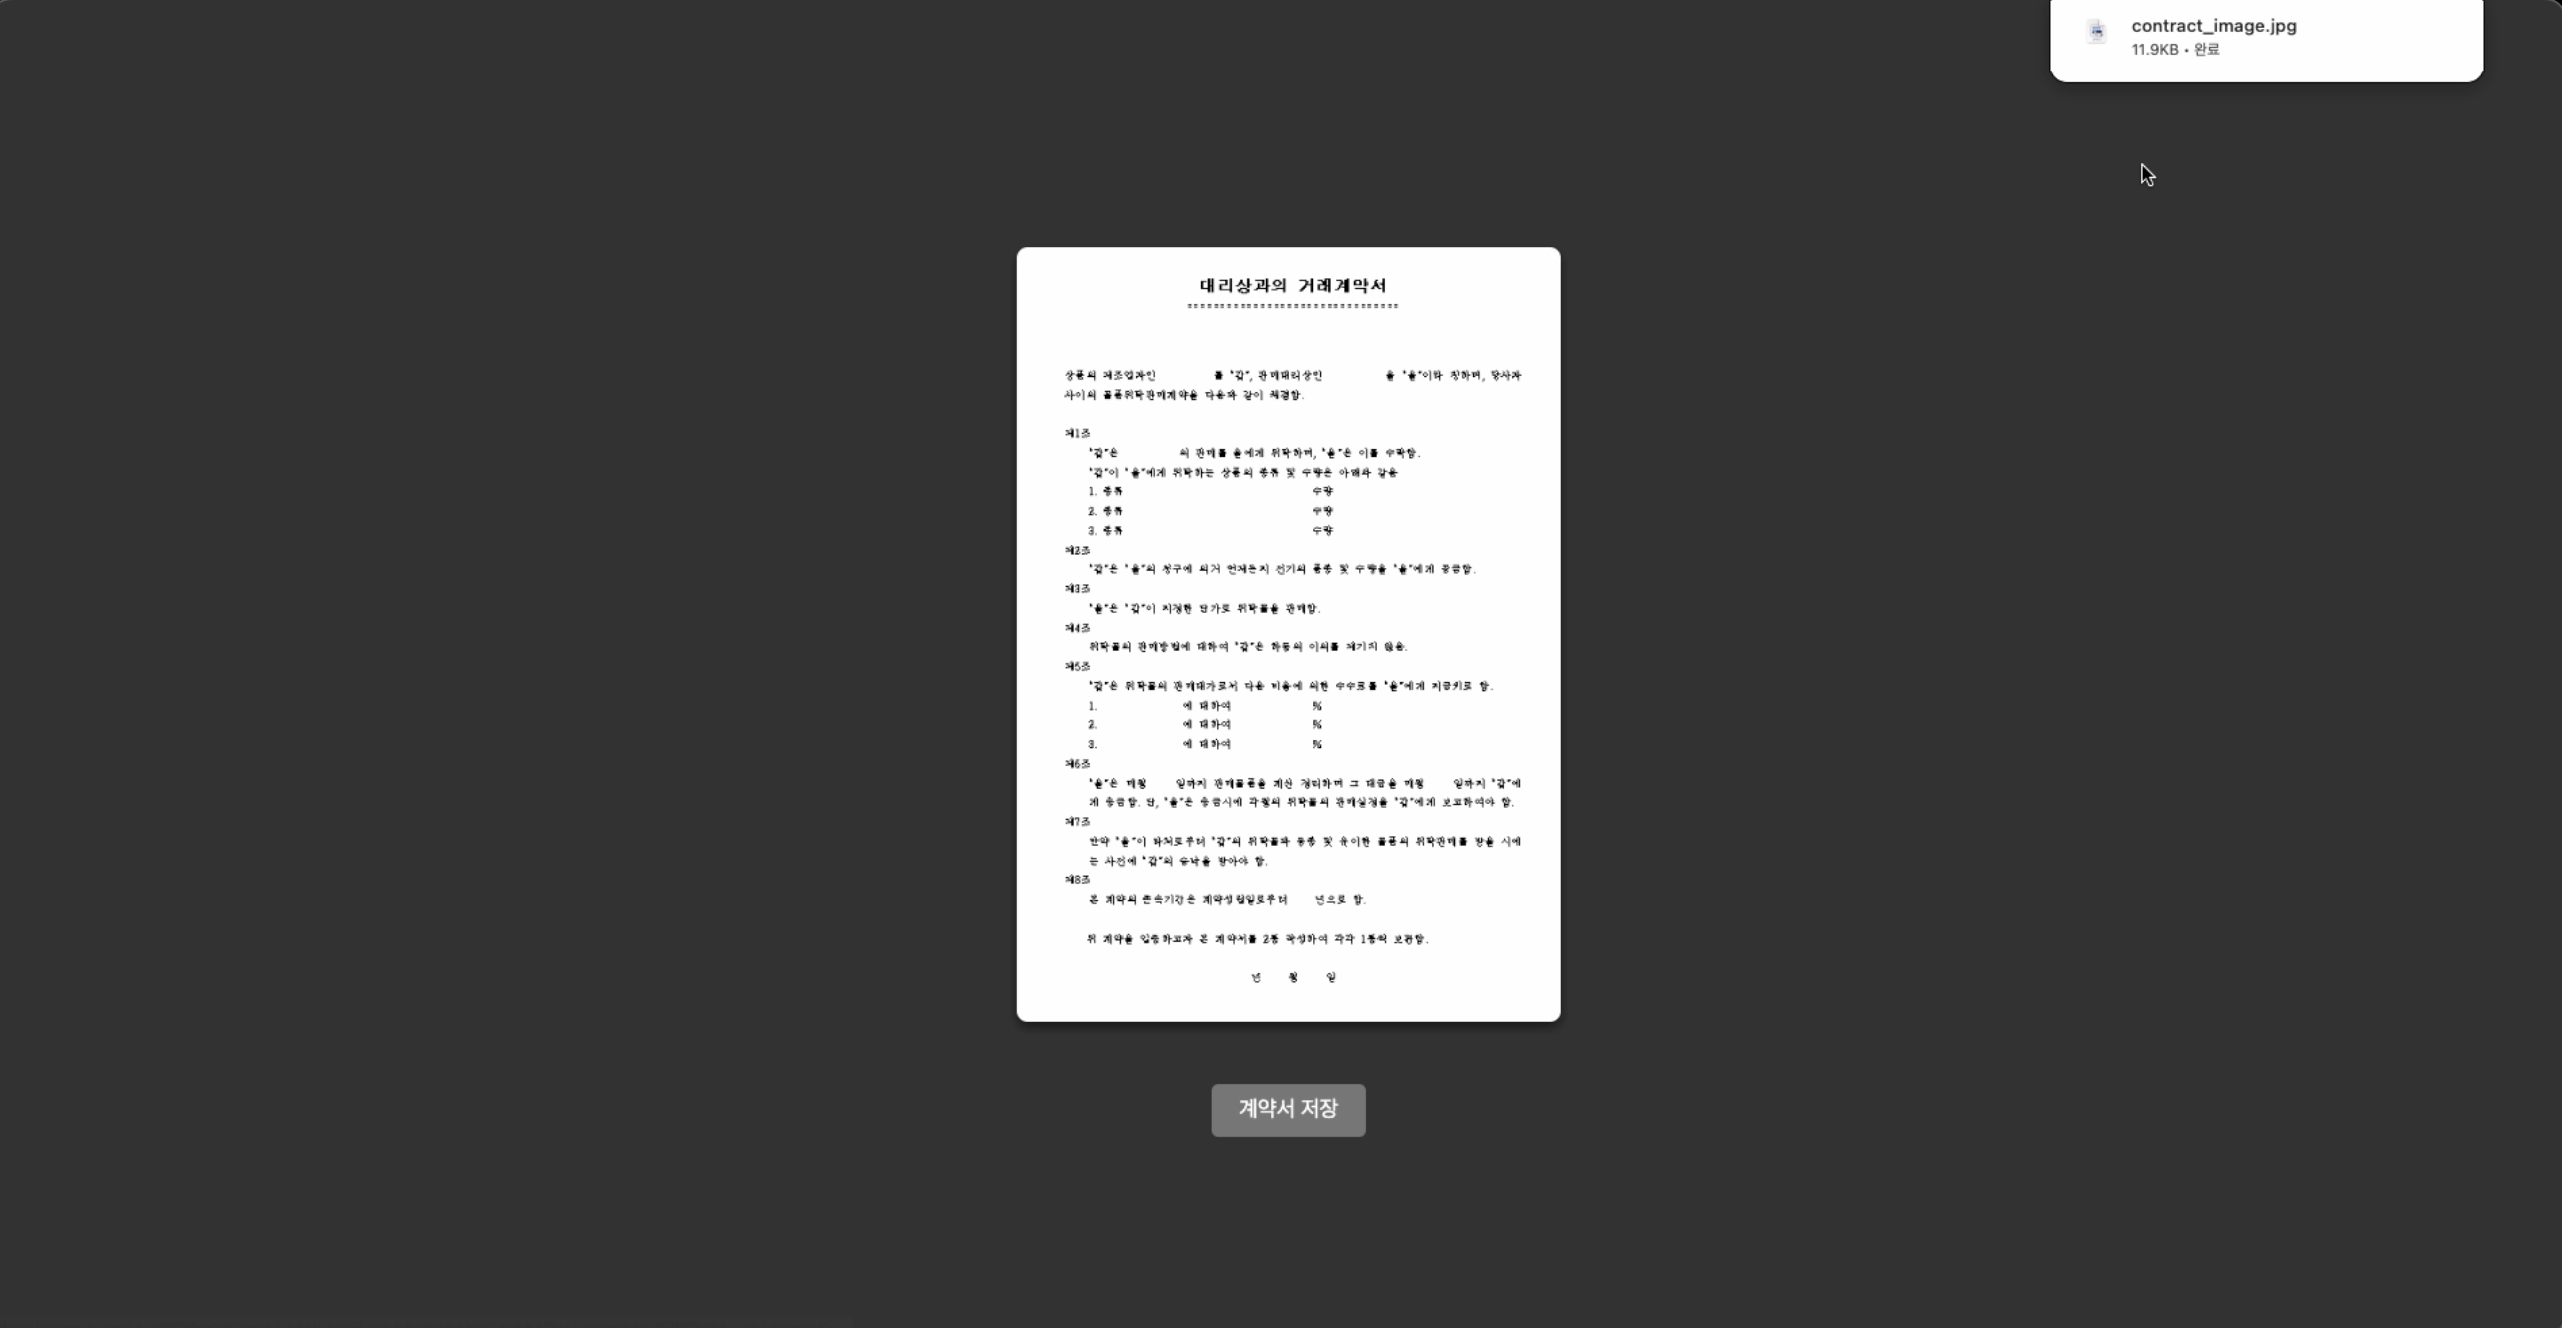 contract_image.jpg
11.9KB • 완료
대리상과의 거래계약서
==============================
상품의 제조업자인 를 "갑", 판매대리상인 을 "을"이라 칭하며, 당사자
사이의 물품위탁판매계약을 다음과 같이 체결함.
제1조
"갑"은 의 판매를 을에게 위탁하며, "을"은 이를 수락함.
"갑"이 "을"에게 위탁하는 상품의 종류 및 수량은 아래와 같음
1. 종류 수량
2. 종류 수량
3. 종류 수량
제2조
"갑"은 "을"의 청구에 의거 언제든지 전기의 품종 및 수량을 "을"에게 공급함.
제3조
"을"은 "갑"이 지정한 단가로 위탁물을 판매함.
제4조
위탁물의 판매방법에 대하여 "갑"은 하등의 이의를 제기치 않음.
제5조
"갑"은 위탁물의 판매대가로서 다음 비율에 의한 수수료를 "을"에게 지급키로 함.
1. 에 대하여 %
2. 에 대하여 %
3. 에 대하여 %
제6조
"을"은 매월 일까지 판매물품을 계산 정리하며 그 대금을 매월 일까지 "갑"에
게 송금함. 단, "을"은 송금시에 각월의 위탁물의 판매실정을 "갑"에게 보고하여야 함.
제7조
만약 "을"이 타처로부터 "갑"의 위탁물과 동종 및 유이한 물품의 위탁판매를 받을 시에
는 사전에 "갑"의 승낙을 받아야 함.
제8조
본 계약의 존속기간은 계약성립일로부터 년으로 함.
위 계약을 입증하고자 본 계약서를 2통 작성하여 각각 1통씩 보관함.
년 월 일
계약서 저장